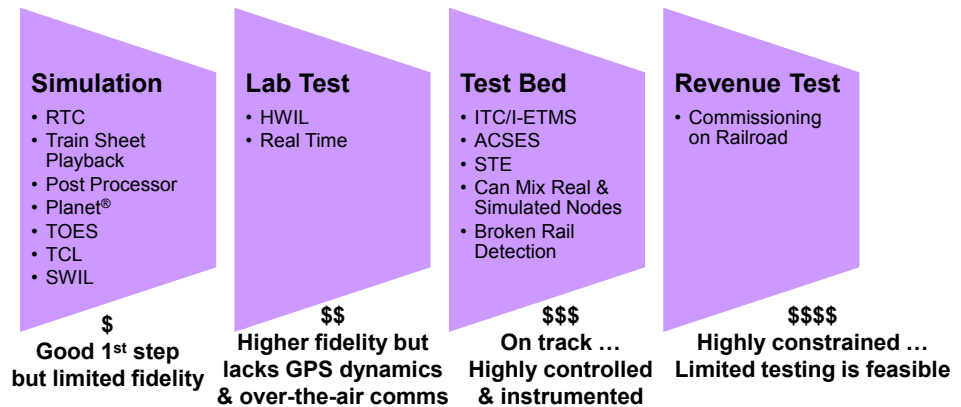 Simulation
• RTC
• Train Sheet
Playback
• Post Processor
• Planet®
• TOES
• TCL
• SWIL
$
Good 1st step
but limited fidelity
Lab Test
• HWIL
• Real Time
$$
Higher fidelity but
lacks GPS dynamics
& over-the-air comms
Test Bed
• ITC/I-ETMS
• ACSES
• STE
• Can Mix Real &
Simulated Nodes
• Broken Rail
Detection
$$$
On track …
Highly controlled
& instrumented
Revenue Test
• Commissioning
on Railroad
$$$$
Highly constrained …
Limited testing is feasible